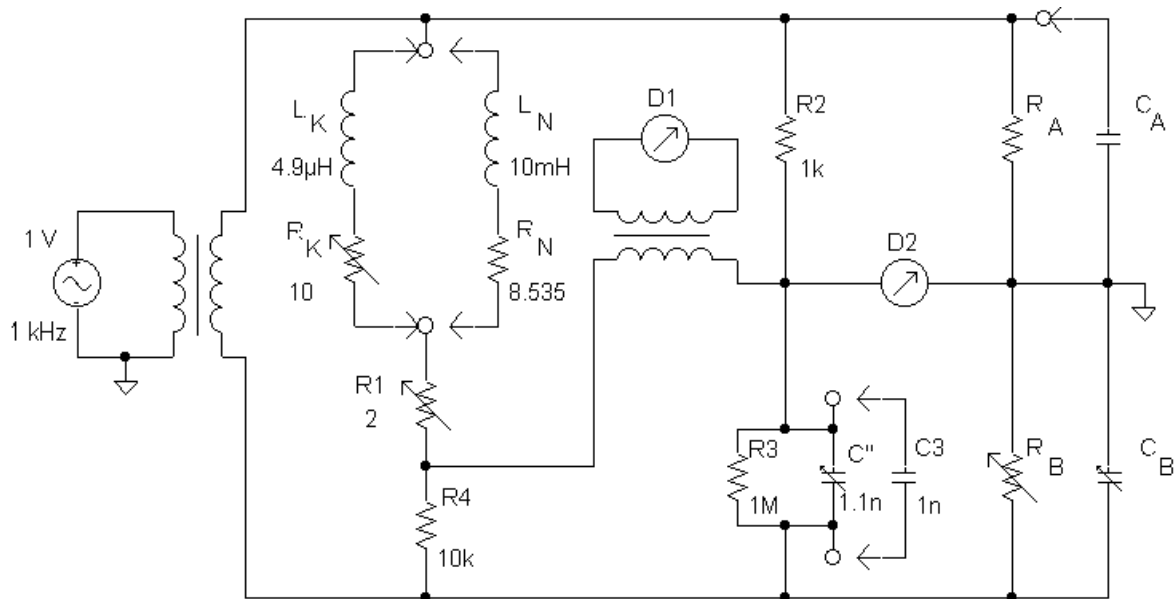 1 V
1 kHz
L K
4.9µH
R K
10
L N
10mH
R N
8.535
R1
2
R4
10k
D1
R2
1k
D2
R3
1M
C"
1.1n
C3
1n
R A
C A
R B
C B